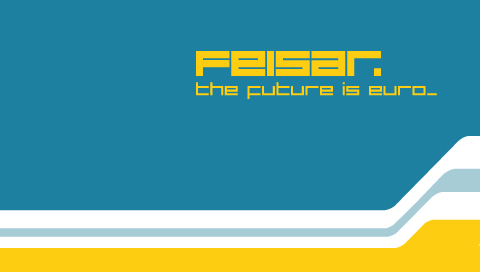 Feisar.
the future is euro_